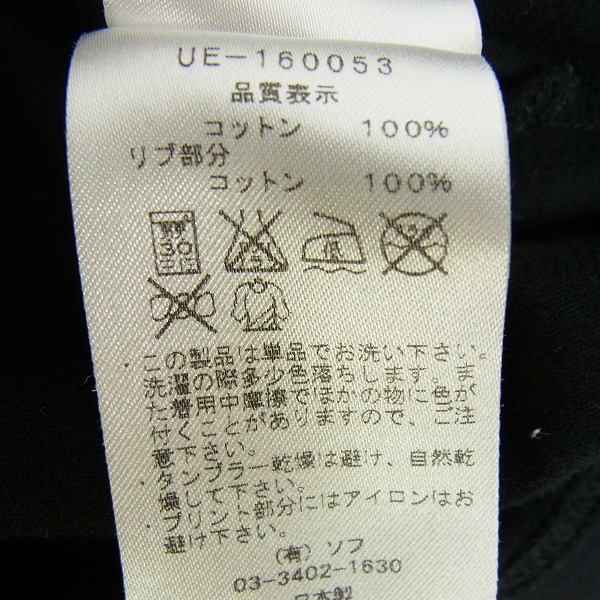 UE-160053
品質表示
コットン 100%
リブ部分
コットン 100%
30
低
・この製品は単品でお洗い下さい。
洗濯の際多少色落ちします。ま
た着用中摩擦でほかの物に色が
付くことがありますので、ご注
意下さい。
・タンブラー乾燥は避け、自然乾
燥して下さい。
・プリント部分にはアイロンはお
避け下さい。
(有)ソフ
03-3402-1630
日本製